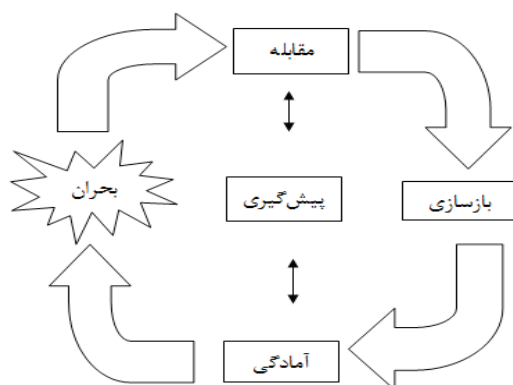 مقابله
بحران
پیش‌گیری
بازسازی
آمادگی